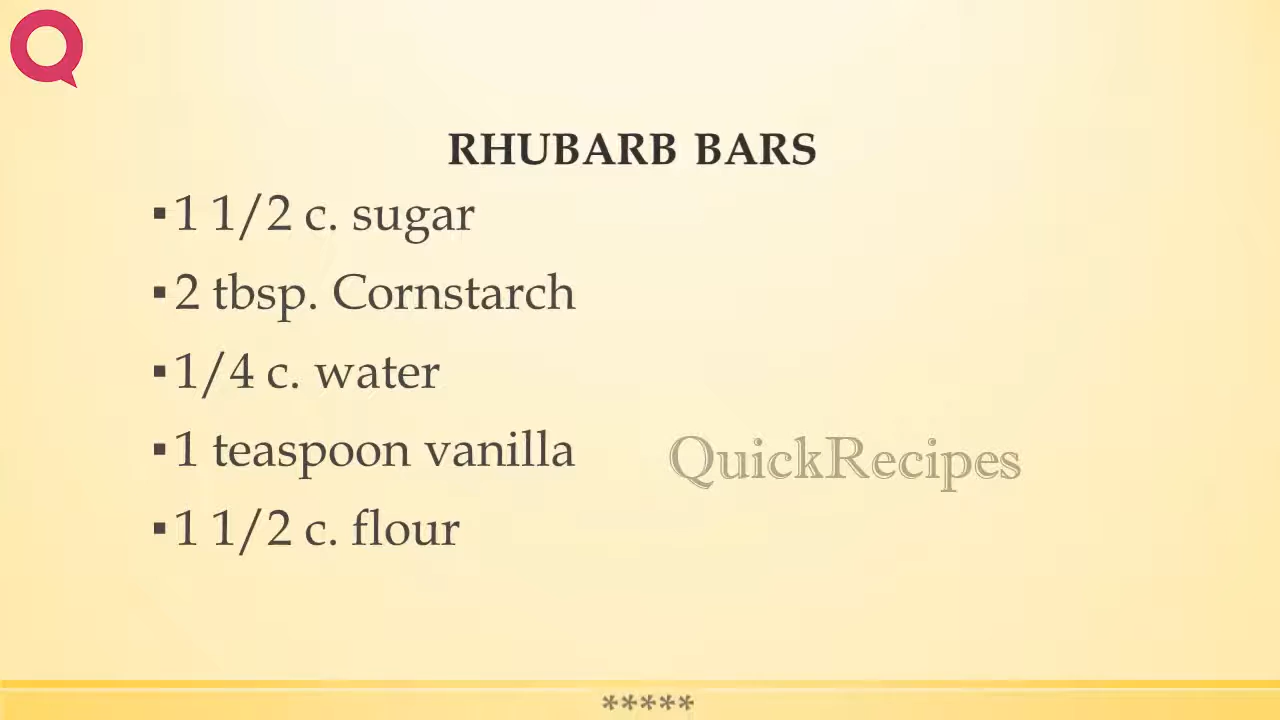 RHUBARB BARS
▪1 1/2 c. sugar
▪2 tbsp. Cornstarch
▪1/4 c. water
▪1 teaspoon vanilla
QuickRecipes
▪1 1/2 c. flour
*****